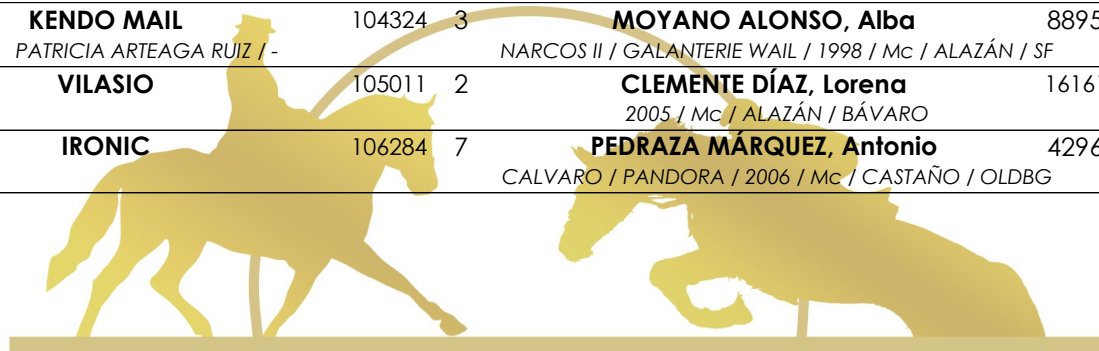 KENDO MAIL 104324 3 MOYANO ALONSO, Alba 8895
PATRICIA ARTEAGA RUIZ / - NARCOS II / GALANTERIE WAIL / 1998 / Mc / ALAZÁN / SF
VILASIO 105011 2 CLEMENTE DÍAZ, Lorena 16161
2005 / Mc / ALAZÁN / BÁVARO
IRONIC 106284 7 PEDRAZA MÁRQUEZ, Antonio 4296
CALVARO / PANDORA / 2006 / Mc / CASTAÑO / OLDBG